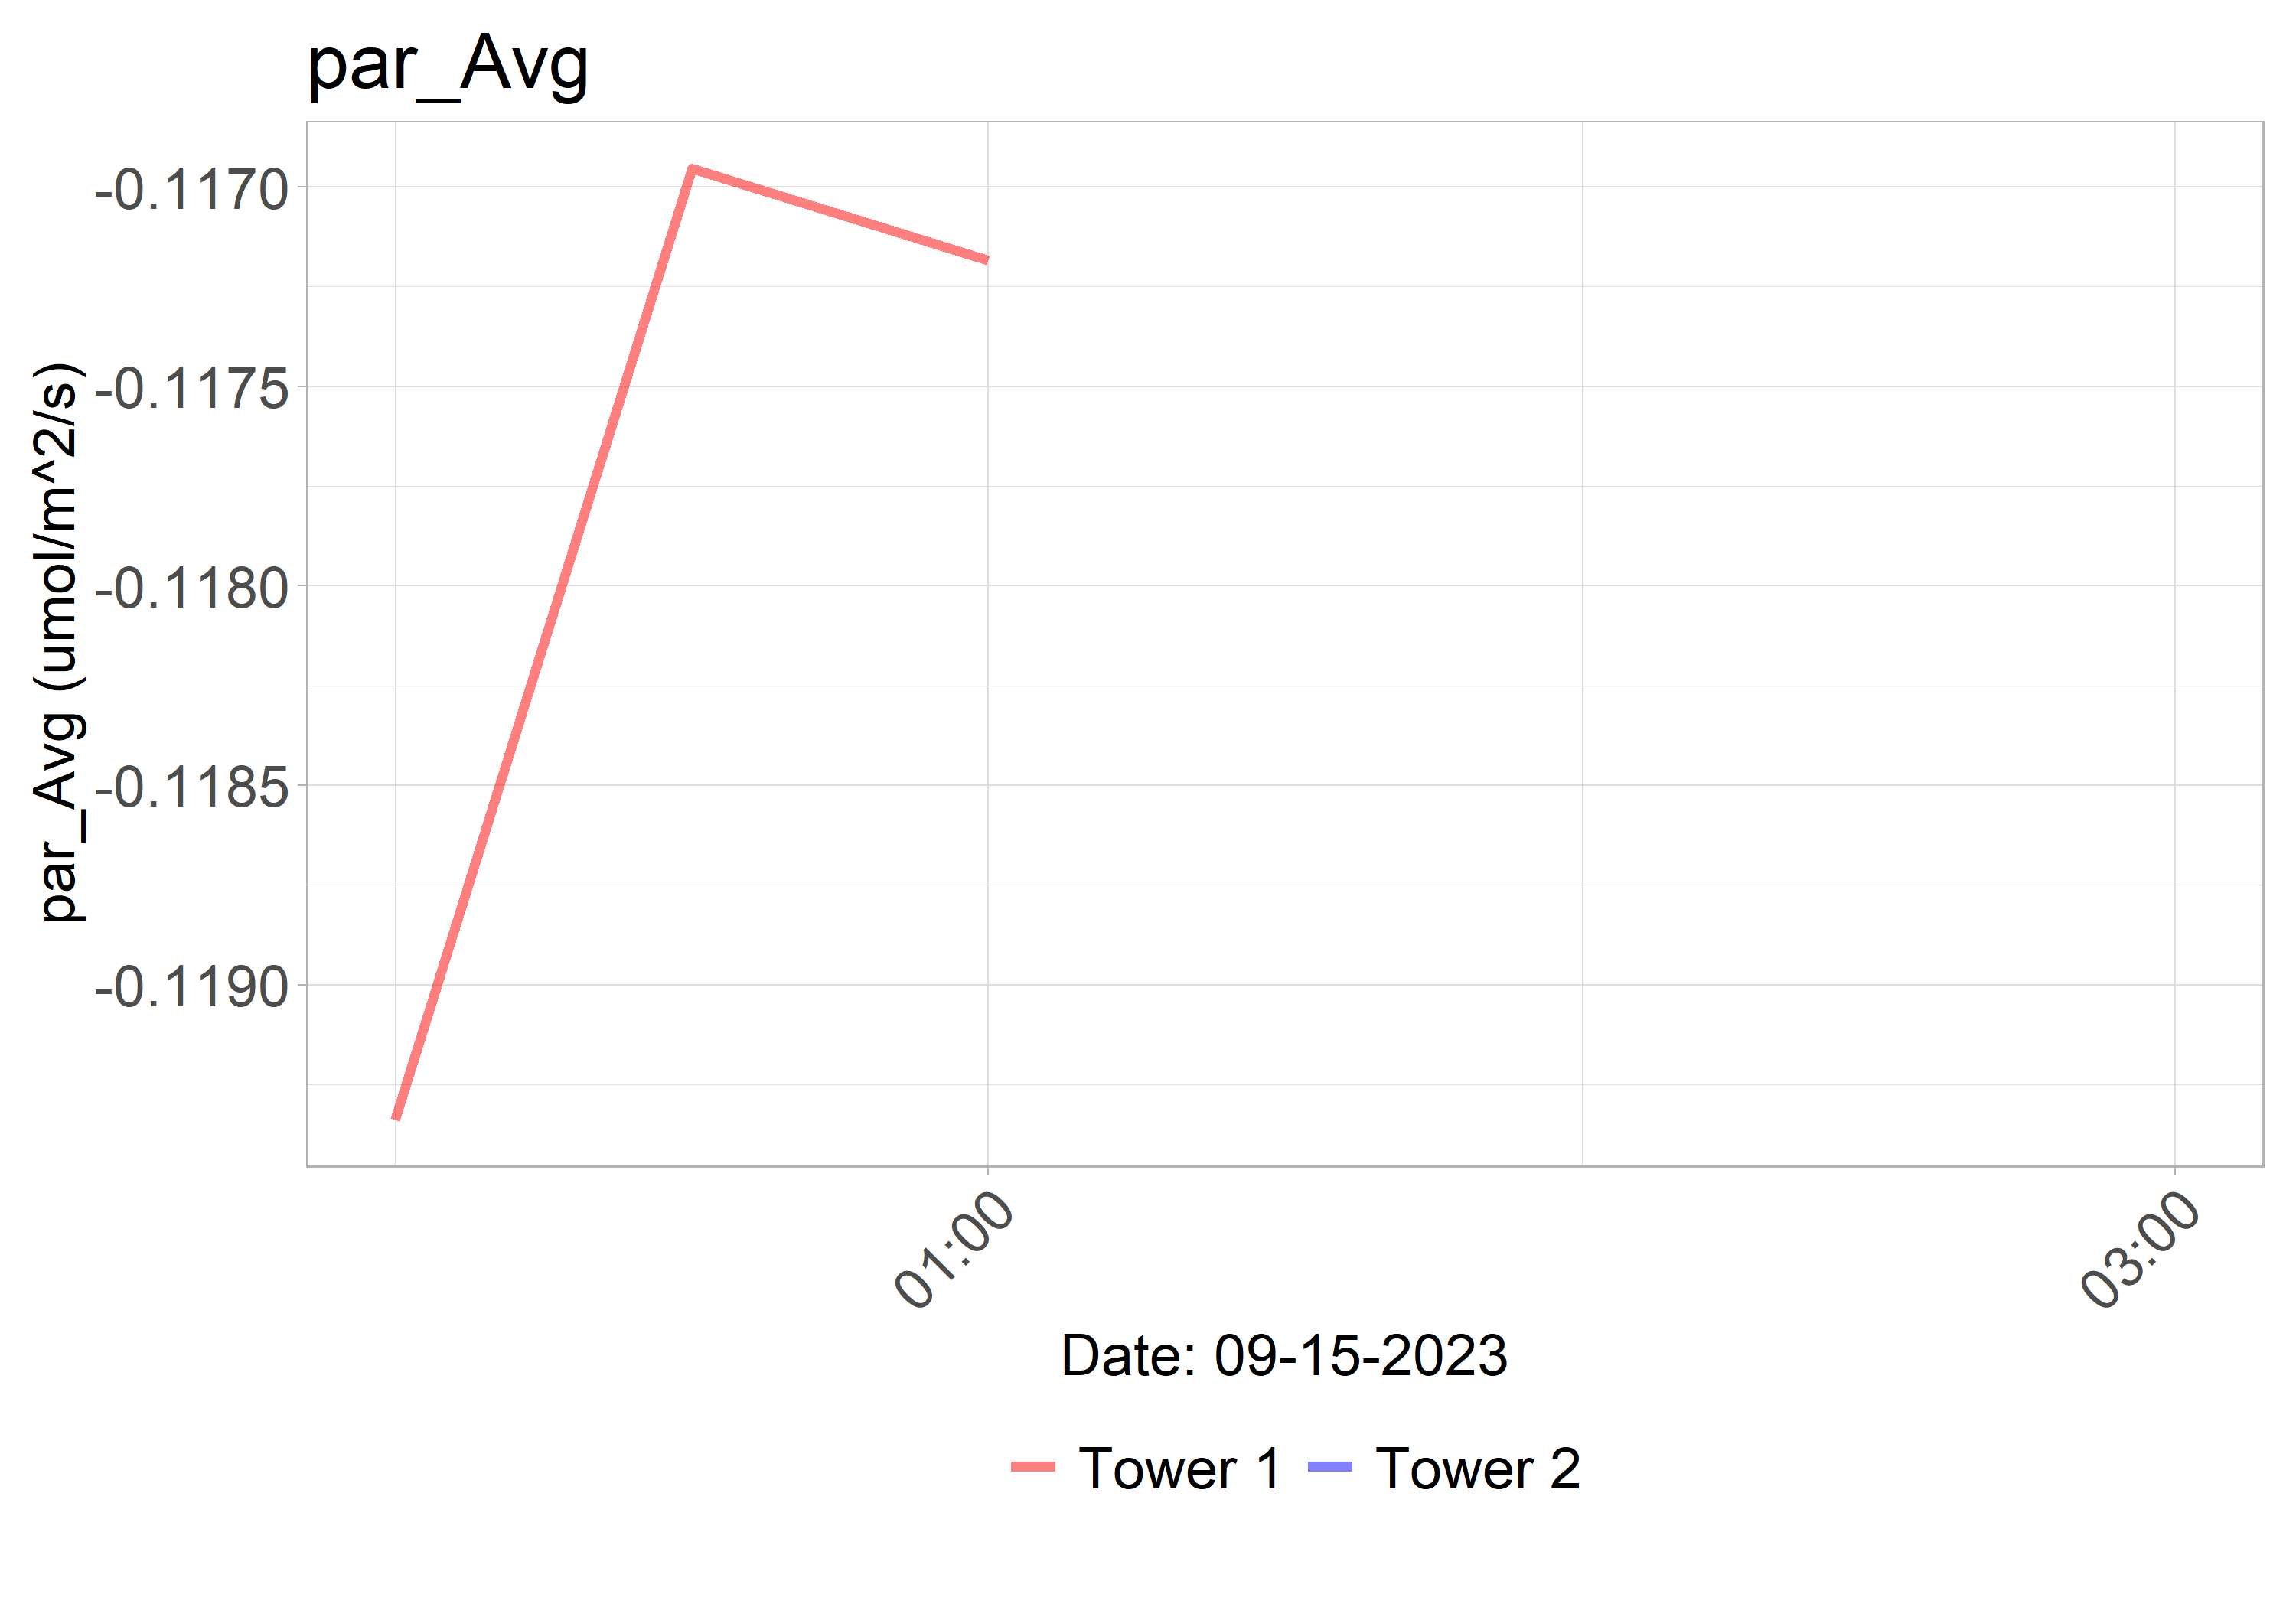 par_Avg
par_Avg (umol/m^2/s)
-0.1170
-0.1175
-0.1180
-0.1185
-0.1190
01:00
03:00
Date: 09-15-2023
Tower 1
Tower 2